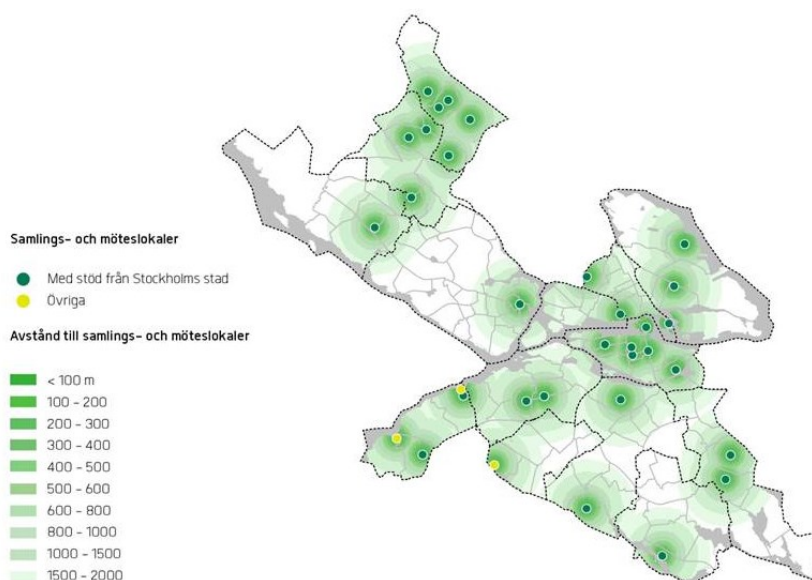 Samlings- och möteslokaler
Med stöd från Stockholms stad
Övriga
Avstånd till samlings- och möteslokaler
< 100 m
100 - 200
200 - 300
300 - 400
400 - 500
500 - 600
600 - 800
800 - 1000
1000 - 1500
1500 - 2000